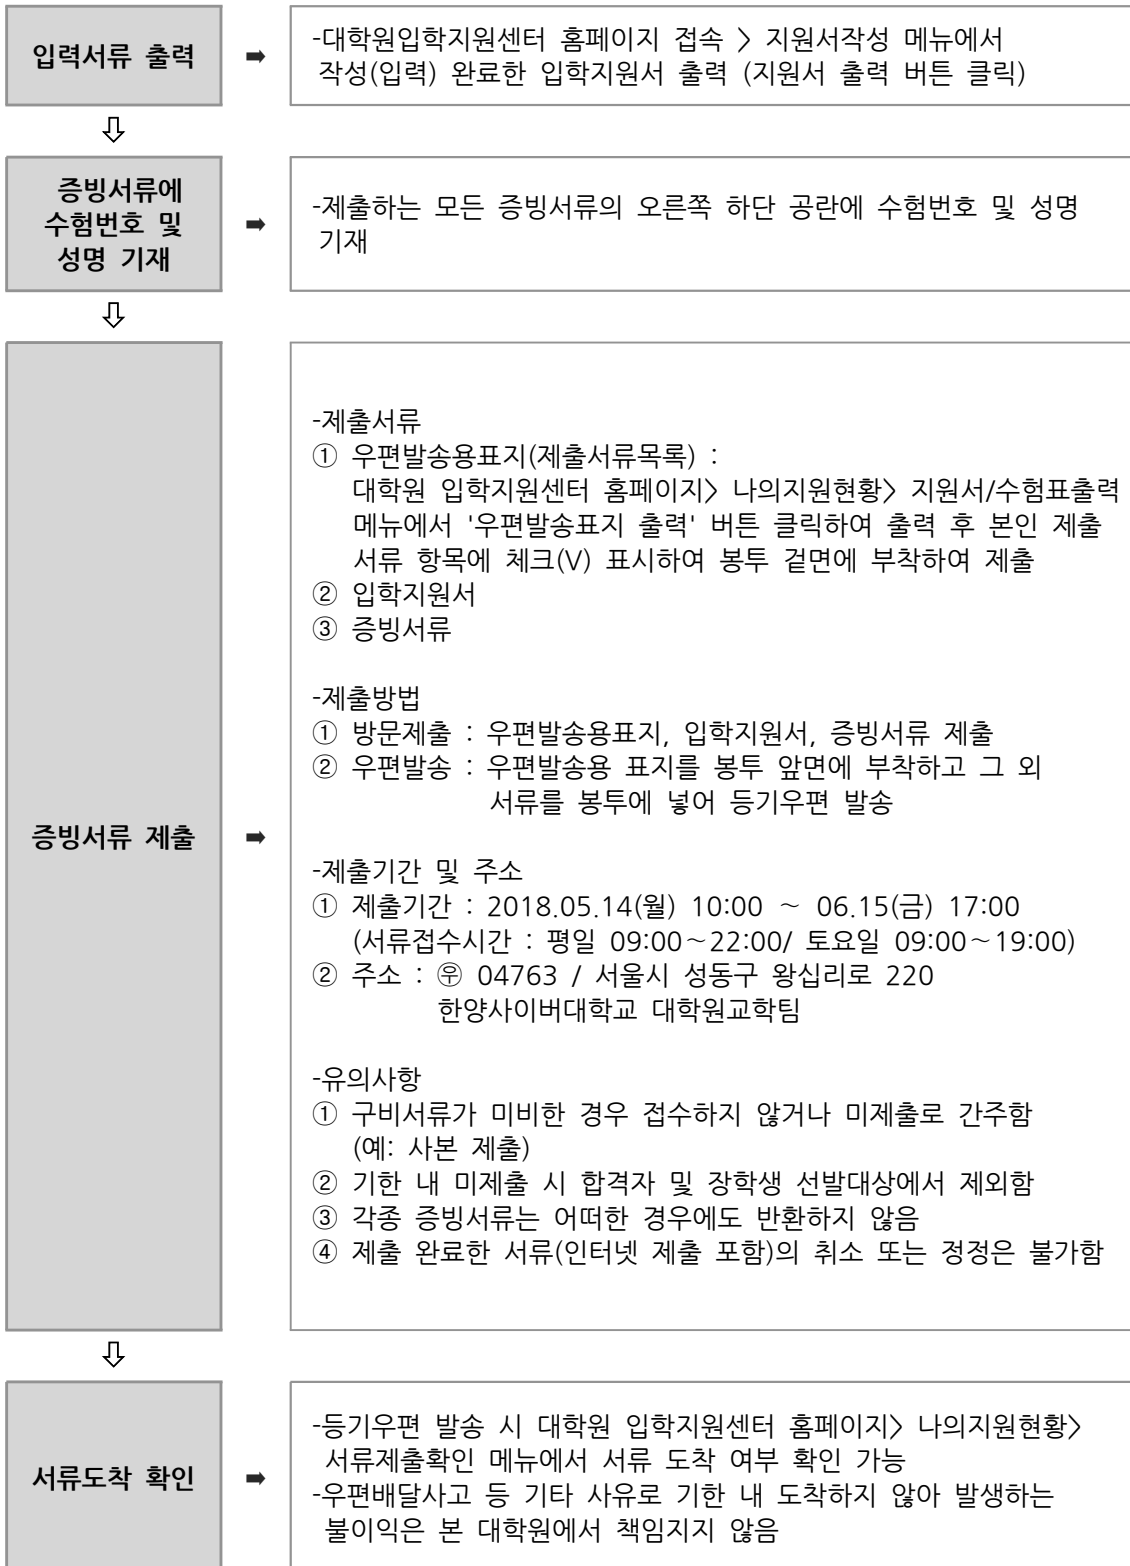 입력서류 출력
➡
-대학원입학지원센터 홈페이지 접속 〉 지원서작성 메뉴에서
작성(입력) 완료한 입학지원서 출력 (지원서 출력 버튼 클릭)
⇩
증빙서류에
수험번호 및
성명 기재
➡
-제출하는 모든 증빙서류의 오른쪽 하단 공란에 수험번호 및 성명
기재
⇩
증빙서류 제출
➡
-제출서류
① 우편발송용표지(제출서류목록) :
대학원 입학지원센터 홈페이지〉 나의지원현황〉 지원서/수험표출력
메뉴에서 '우편발송표지 출력' 버튼 클릭하여 출력 후 본인 제출
서류 항목에 체크(V) 표시하여 봉투 겉면에 부착하여 제출
② 입학지원서
③ 증빙서류
-제출방법
① 방문제출 : 우편발송용표지, 입학지원서, 증빙서류 제출
② 우편발송 : 우편발송용 표지를 봉투 앞면에 부착하고 그 외
서류를 봉투에 넣어 등기우편 발송
-제출기간 및 주소
① 제출기간 : 2018.05.14(월) 10:00 ~ 06.15(금) 17:00
(서류접수시간 : 평일 09:00~22:00/ 토요일 09:00~19:00)
② 주소 : ㉾ 04763 / 서울시 성동구 왕십리로 220
한양사이버대학교 대학원교학팀
-유의사항
① 구비서류가 미비한 경우 접수하지 않거나 미제출로 간주함
(예: 사본 제출)
② 기한 내 미제출 시 합격자 및 장학생 선발대상에서 제외함
③ 각종 증빙서류는 어떠한 경우에도 반환하지 않음
④ 제출 완료한 서류(인터넷 제출 포함)의 취소 또는 정정은 불가함
⇩
서류도착 확인
➡
-등기우편 발송 시 대학원 입학지원센터 홈페이지〉 나의지원현황〉
서류제출확인 메뉴에서 서류 도착 여부 확인 가능
-우편배달사고 등 기타 사유로 기한 내 도착하지 않아 발생하는
불이익은 본 대학원에서 책임지지 않음